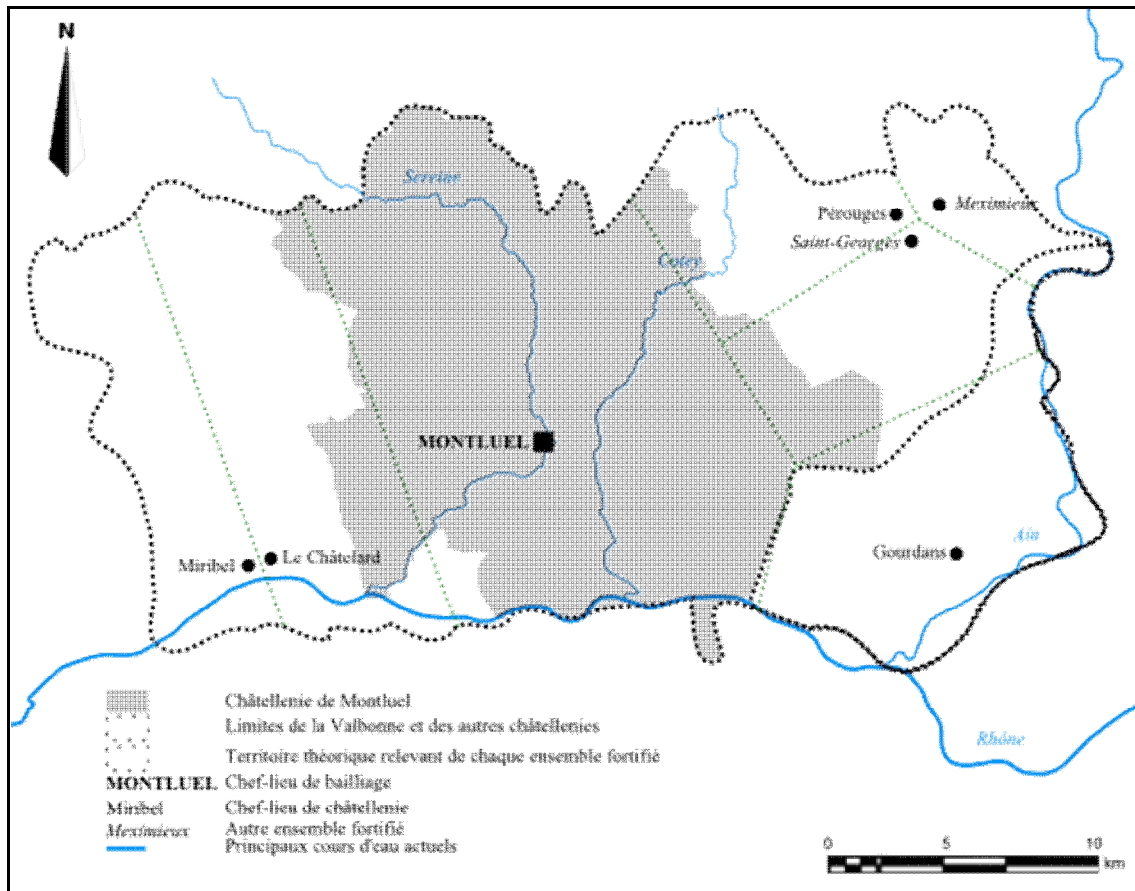 N
Sereine
Pérouges
Meximieux
Saint-Georges
Cotey
MONTLUEL
Miribel
Le Châtelard
Gourdans
Ain
Rhône
Châtellenie de Montluel
Limites de la Valbonne et des autres châtellenies
Territoire théorique relevant de chaque ensemble fortifié
MONTLUEL Chef-lieu de bailliage
Miribel Chef-lieu de châtellenie
Meximieux Autre ensemble fortifié
Principaux cours d'eau actuels
0 5 10
km